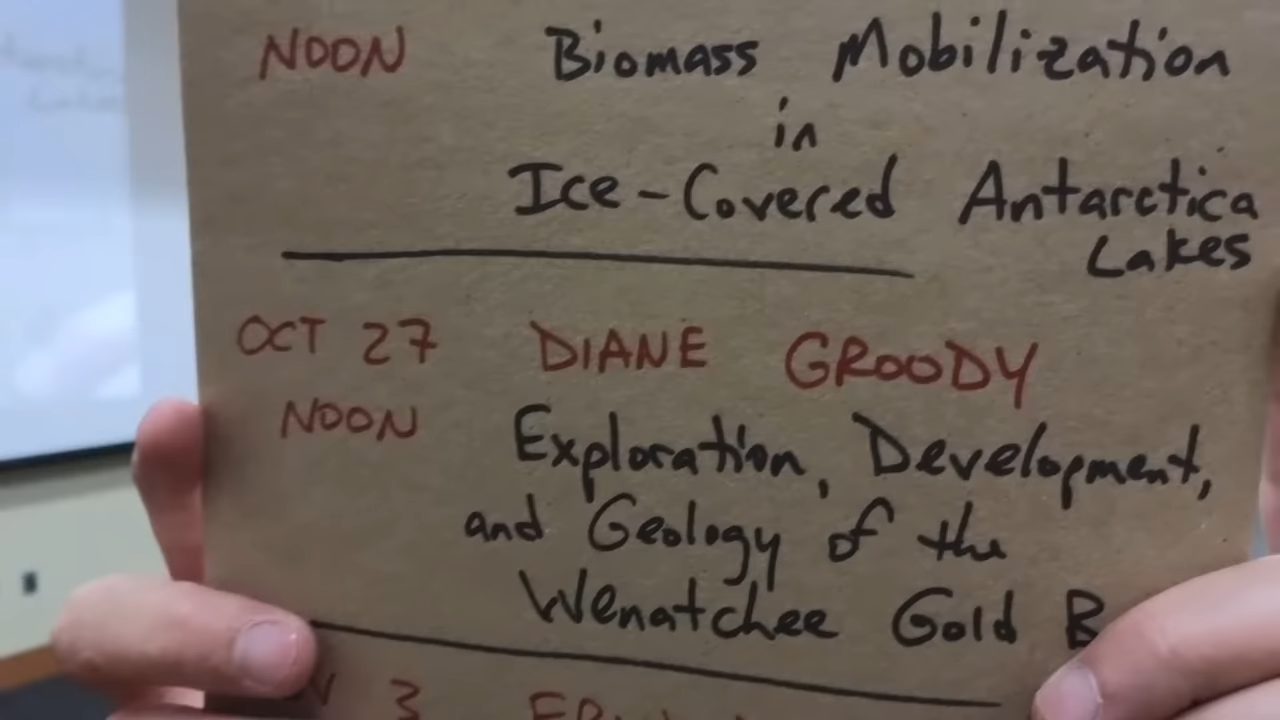 NOON Biomass Mobilization
in
Ice-Covered Antarctica
Lakes
OCT 27 DIANE GROODY
NOON Exploration, Development,
and Geology of the
Wenatchee Gold B
3